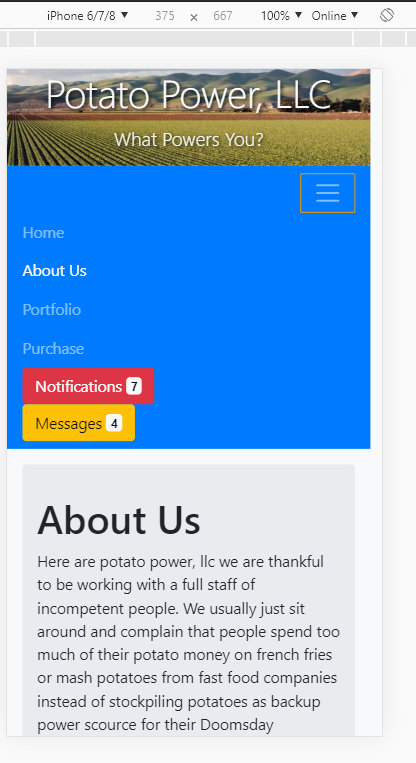 iPhone 6/7/8 ▼ 375 × 667 100% ▼ Online ▼
Potato Power, LLC
What Powers You?
Home
About Us
Portfolio
Purchase
Notifications 7
Messages 4
About Us
Here are potato power, llc we are thankful
to be working with a full staff of
incompetent people. We usually just sit
around and complain that people spend too
much of their potato money on french fries
or mash potatoes from fast food companies
instead of stockpiling potatoes as backup
power scource for their Doomsday